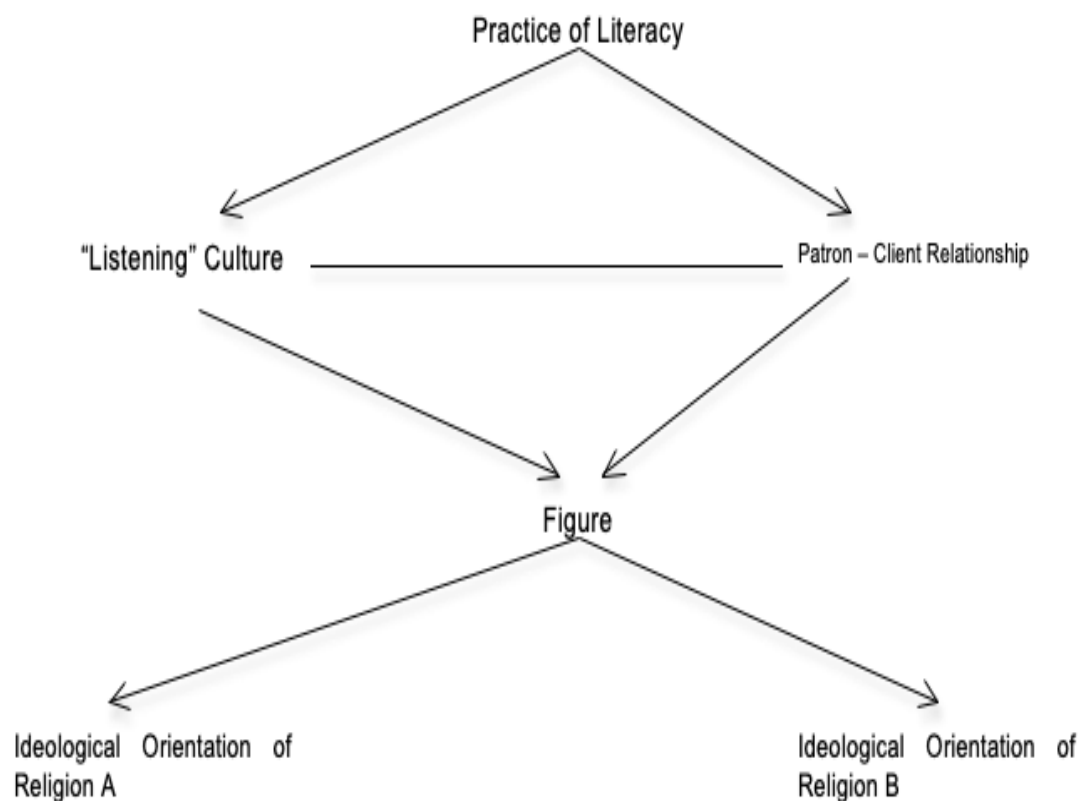 Practice of Literacy
“Listening” Culture
Patron – Client Relationship
Figure
Ideological Orientation of
Religion A
Ideological Orientation of
Religion B